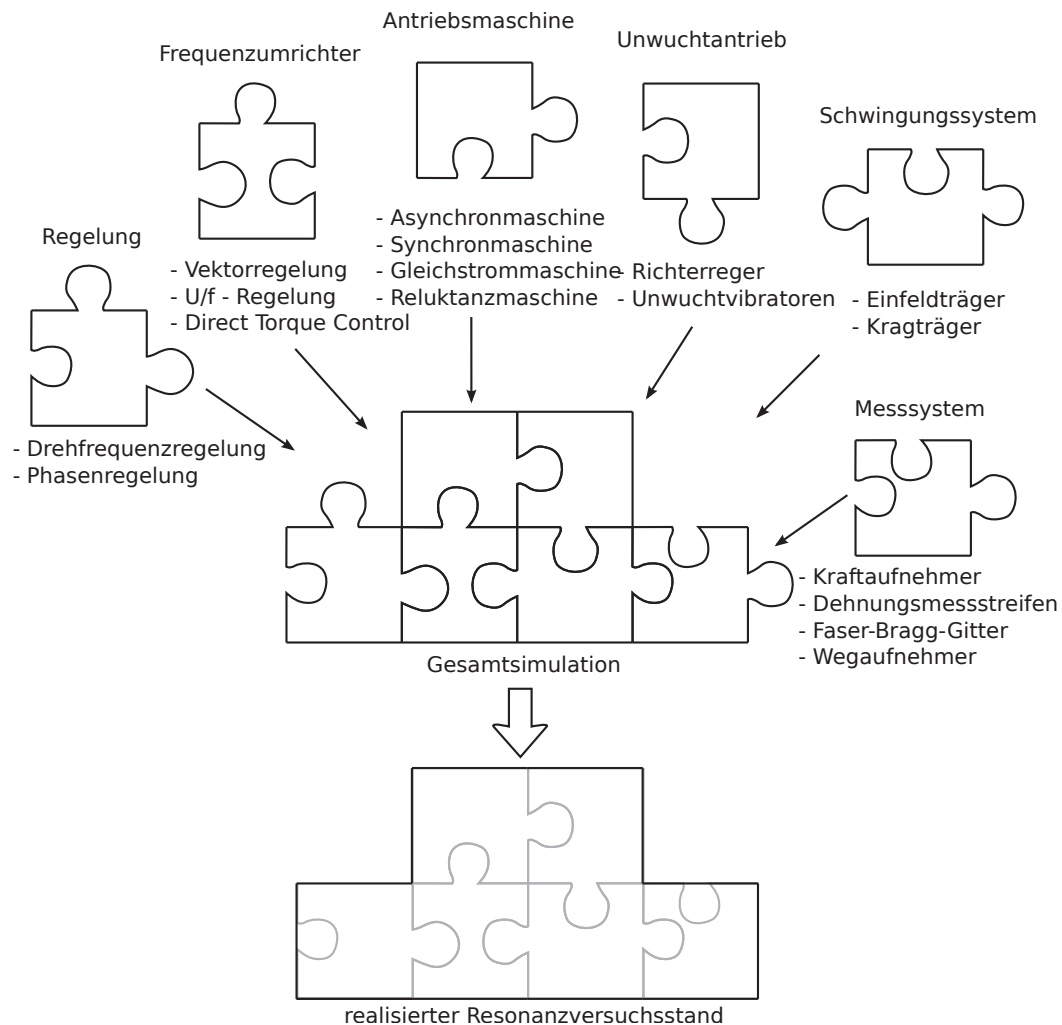 Antriebsmaschine
Unwuchtantrieb
Frequenzumrichter
Schwingungssystem
Regelung
- Asynchronmaschine
- Synchronmaschine
- Gleichstrommaschine
- Reluktanzmaschine
- Vektorregelung
- U/f - Regelung
- Direct Torque Control
- Richterreger
- Unwuchtvibratoren
- Einfeldträger
- Kragträger
Messsystem
- Drehfrequenzregelung
- Phasenregelung
- Kraftaufnehmer
- Dehnungsmessstreifen
- Faser-Bragg-Gitter
- Wegaufnehmer
Gesamtsimulation
realisierter Resonanzversuchsstand